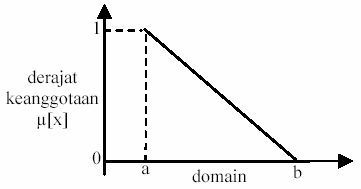 1
derajat
keanggotaan
µ[x]
0
a
domain
b